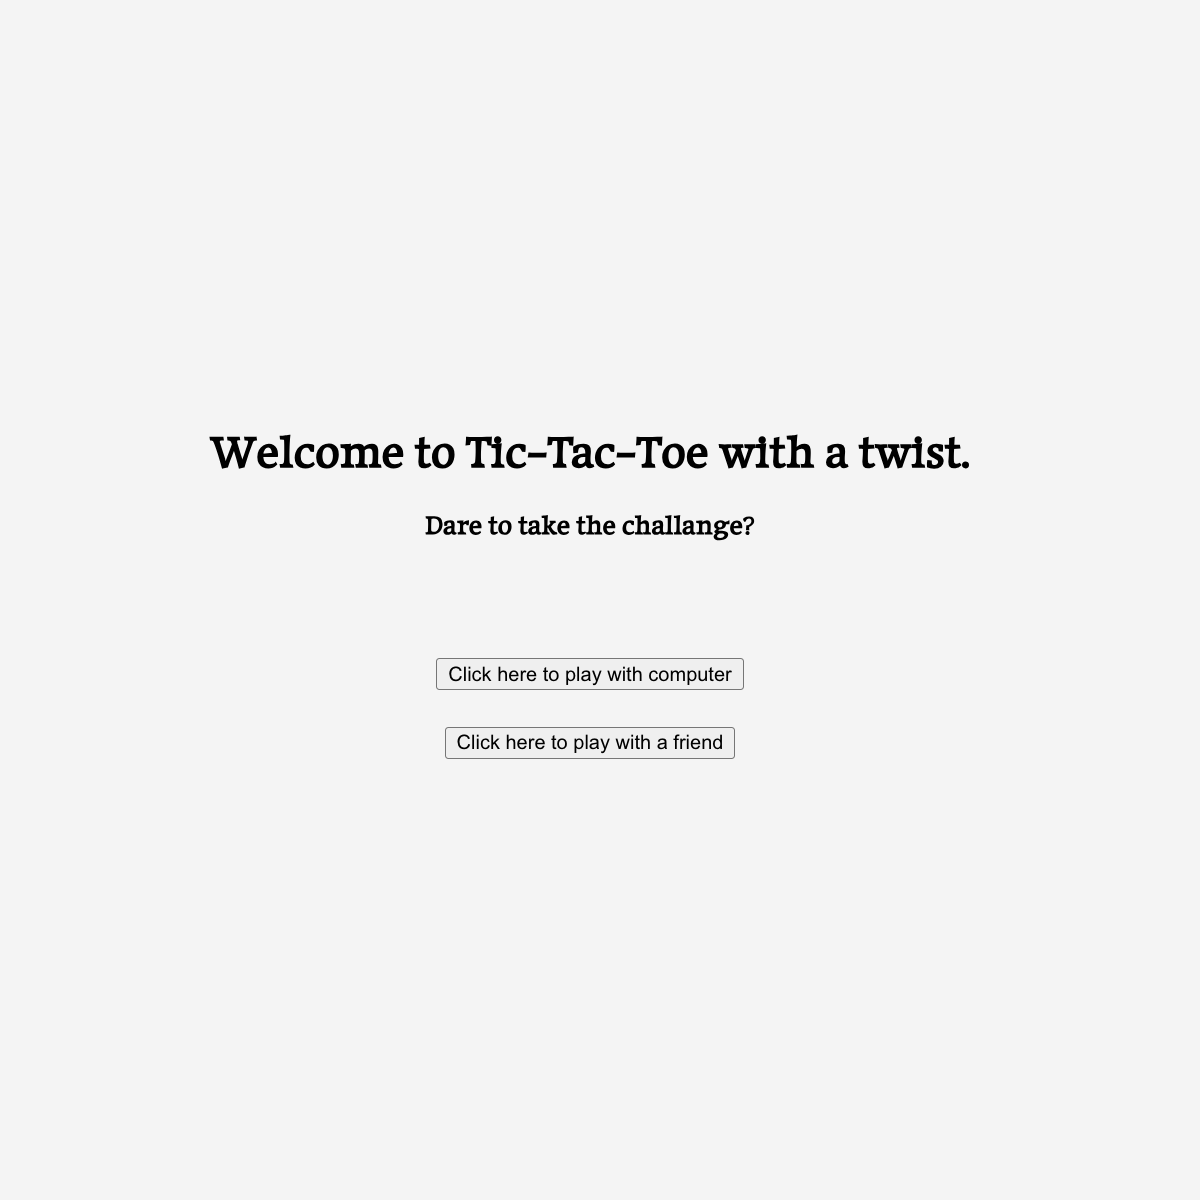 Welcome to Tic-Tac-Toe with a twist.
Dare to take the challange?
Click here to play with computer
Click here to play with a friend